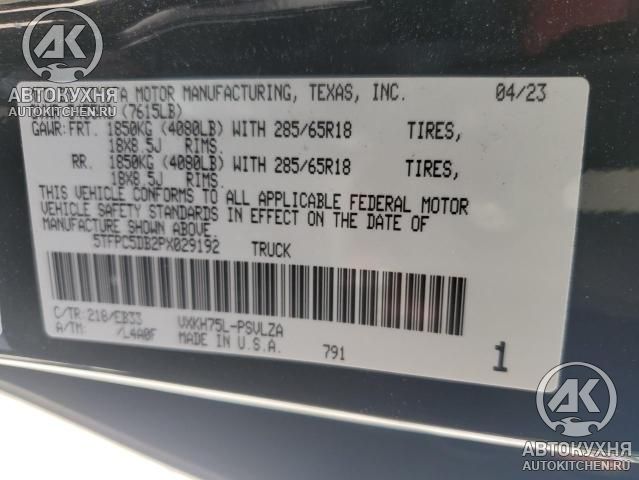 АК
АВТОКУХНЯ
AUTOKITCHEN.RU
A MOTOR MANUFACTURING, TEXAS, INC. 04/23
(7615LB)
GAWR:FRT. 1850KG (4080LB) WITH 285/65R18 TIRES,
18X8.5J RIMS.
RR. 1850KG (4080LB) WITH 285/65R18 TIRES,
18X8.5J RIMS.
THIS VEHICLE CONFORMS TO ALL APPLICABLE FEDERAL MOTOR
VEHICLE SAFETY STANDARDS IN EFFECT ON THE DATE OF
MANUFACTURE SHOWN ABOVE.
5TFPC5DB2PX029192 TRUCK
C/TR:218/EB33 VXKH75L-PSVLZA
A/TM: /L4A0F MADE IN U.S.A. 791 1
АК
АВТОКУХНЯ
AUTOKITCHEN.RU